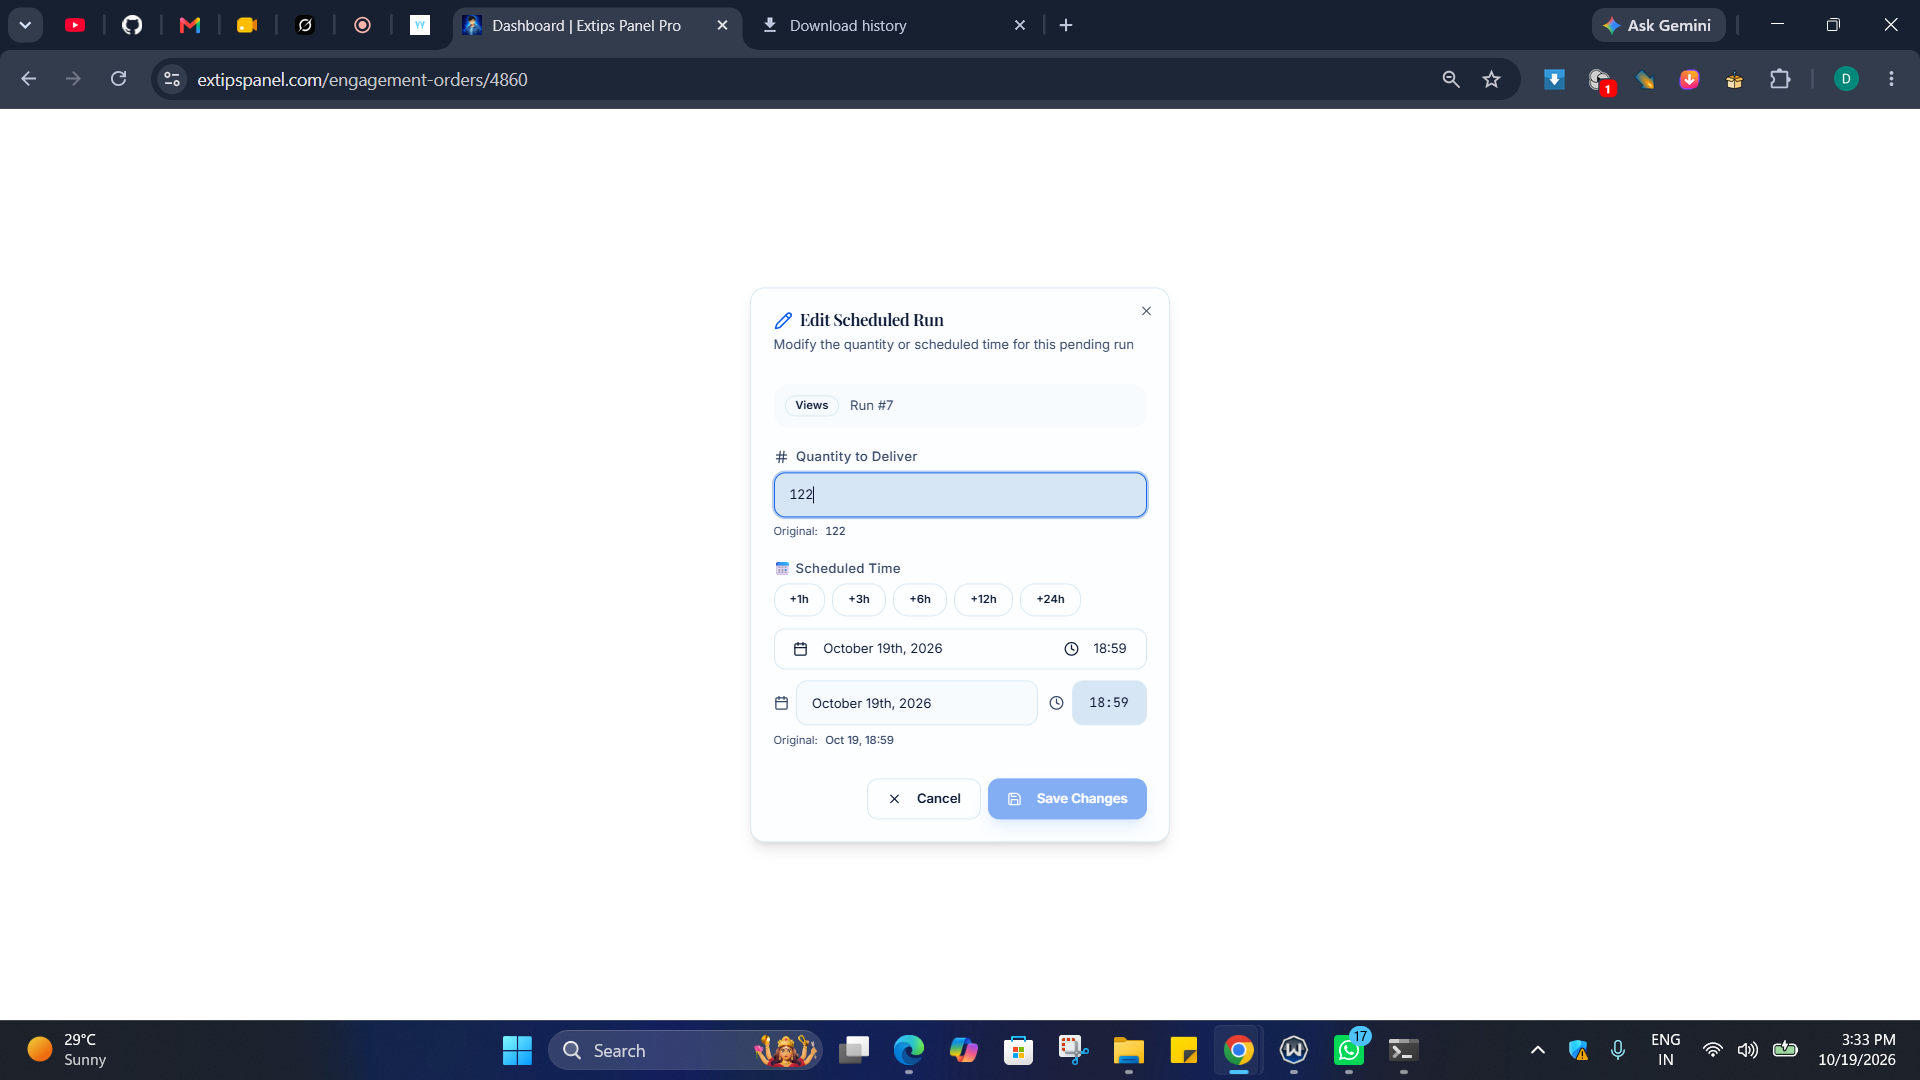 Dashboard | Extips Panel Pro
Download history
Ask Gemini
extipspanel.com/engagement-orders/4860
1
D
Edit Scheduled Run
Modify the quantity or scheduled time for this pending run
Views Run #7
# Quantity to Deliver
122
Original: 122
Scheduled Time
+1h +3h +6h +12h +24h
October 19th, 2026 18:59
October 19th, 2026 18:59
Original: Oct 19, 18:59
Cancel Save Changes
29°C
Sunny
Search
17
ENG
IN
3:33 PM
10/19/2026